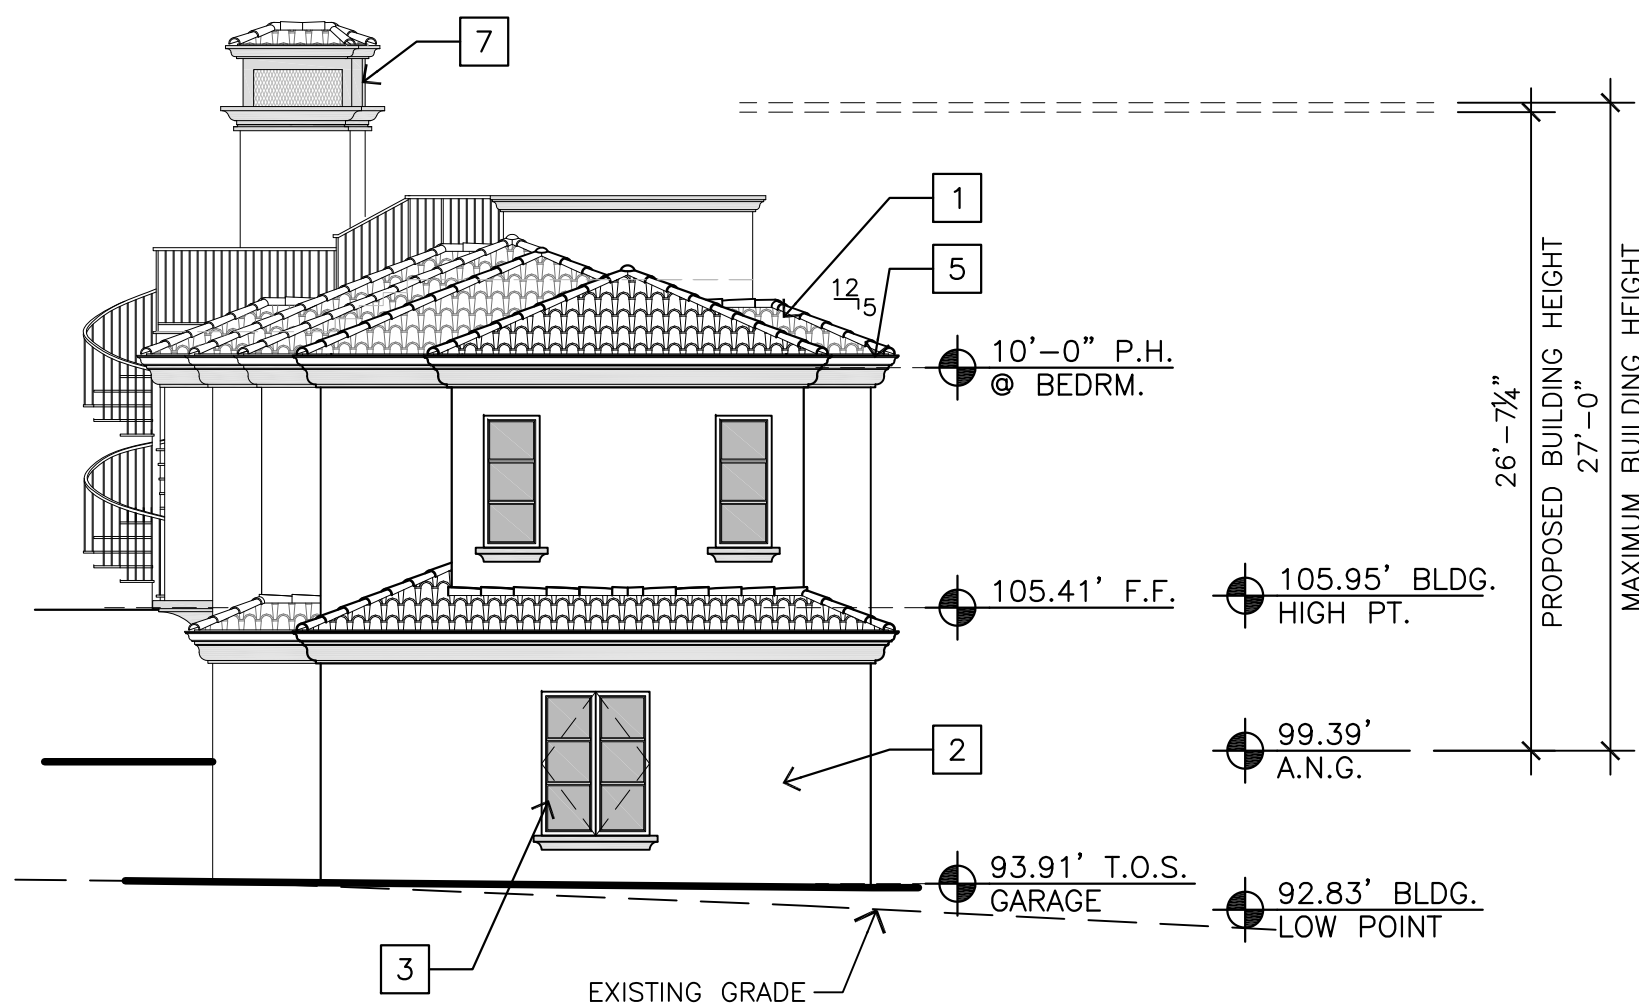 7
1
5
12
5
10'-0" P.H.
@ BEDRM.
105.41' F.F.
105.95' BLDG.
HIGH PT.
26'-7¼"
PROPOSED BUILDING HEIGHT
27'-0"
MAXIMUM BUILDING HEIGHT
2
99.39'
A.N.G.
93.91' T.O.S.
GARAGE
92.83' BLDG.
LOW POINT
3
EXISTING GRADE